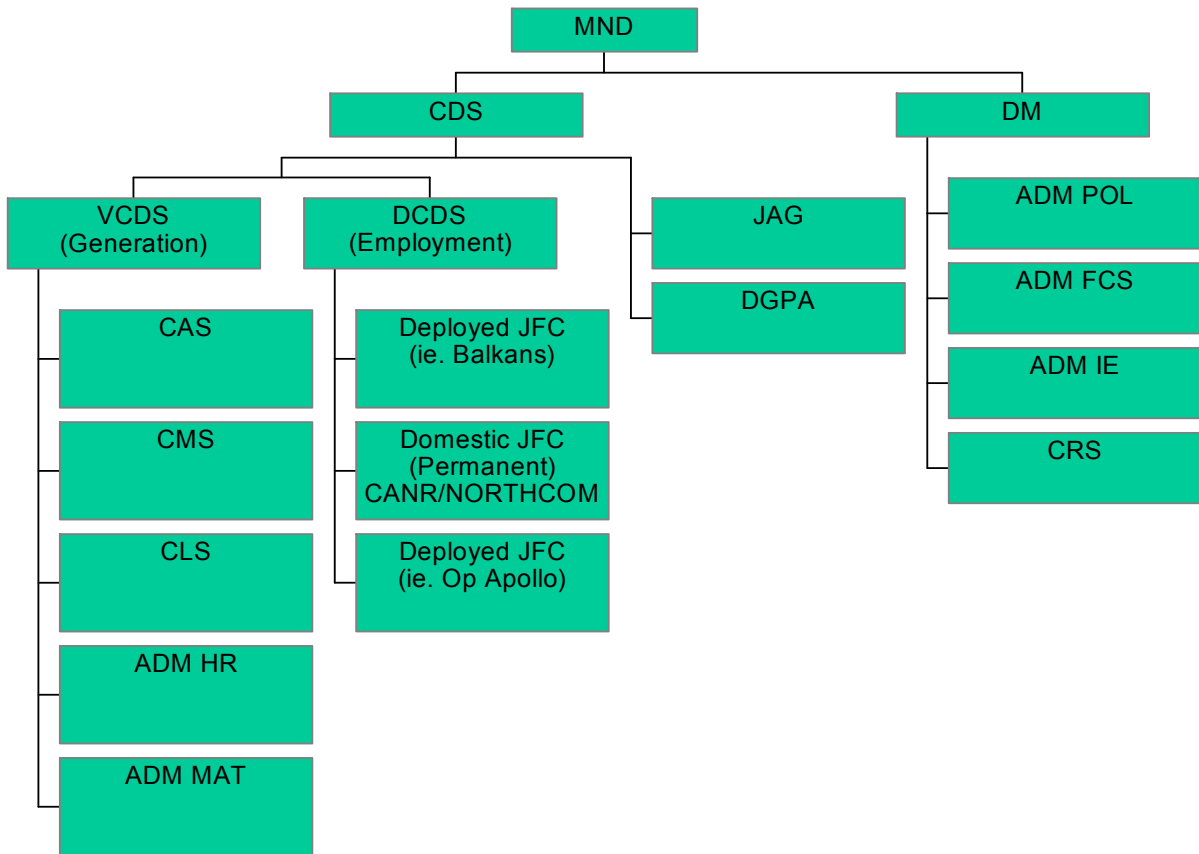 MND
CDS
DM
VCDS
(Generation)
DCDS
(Employment)
JAG
DGPA
ADM POL
ADM FCS
ADM IE
CRS
CAS
CMS
CLS
ADM HR
ADM MAT
Deployed JFC
(ie. Balkans)
Domestic JFC
(Permanent)
CANR/NORTHCOM
Deployed JFC
(ie. Op Apollo)